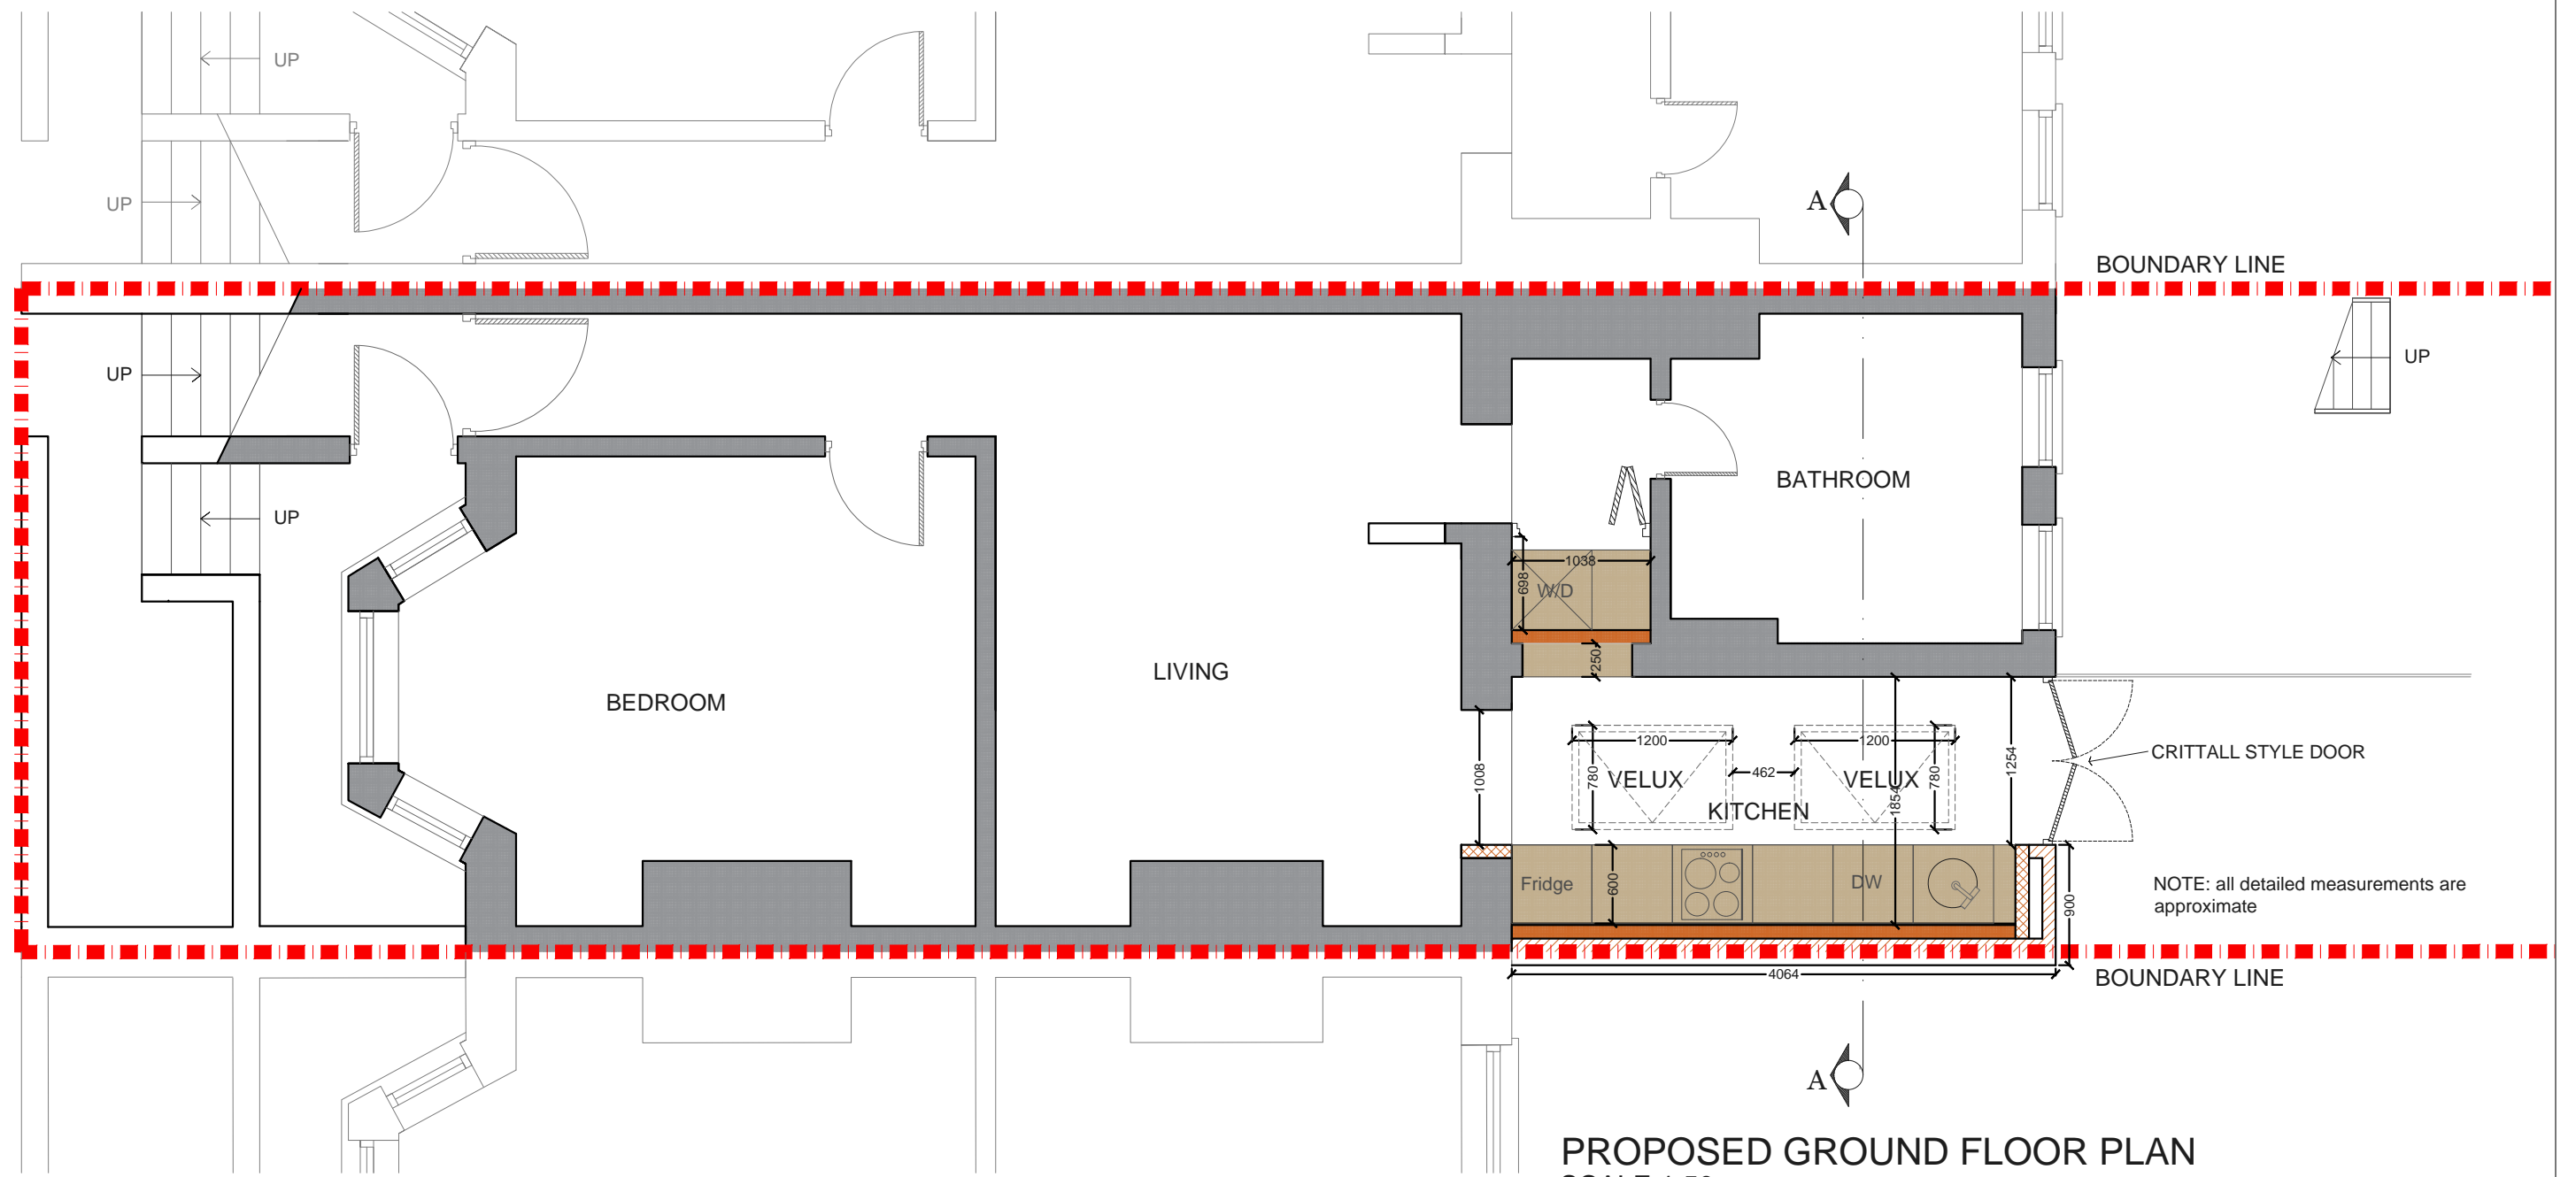 UP
UP
A
BOUNDARY LINE
UP
UP
UP
BATHROOM
1038
698
W/D
250
LIVING
BEDROOM
1200
1200
462
780
780
1008
1854
1254
VELUX
VELUX
KITCHEN
CRITTALL STYLE DOOR
Fridge
600
DW
900
NOTE: all detailed measurements are
approximate
4064
BOUNDARY LINE
A
PROPOSED GROUND FLOOR PLAN